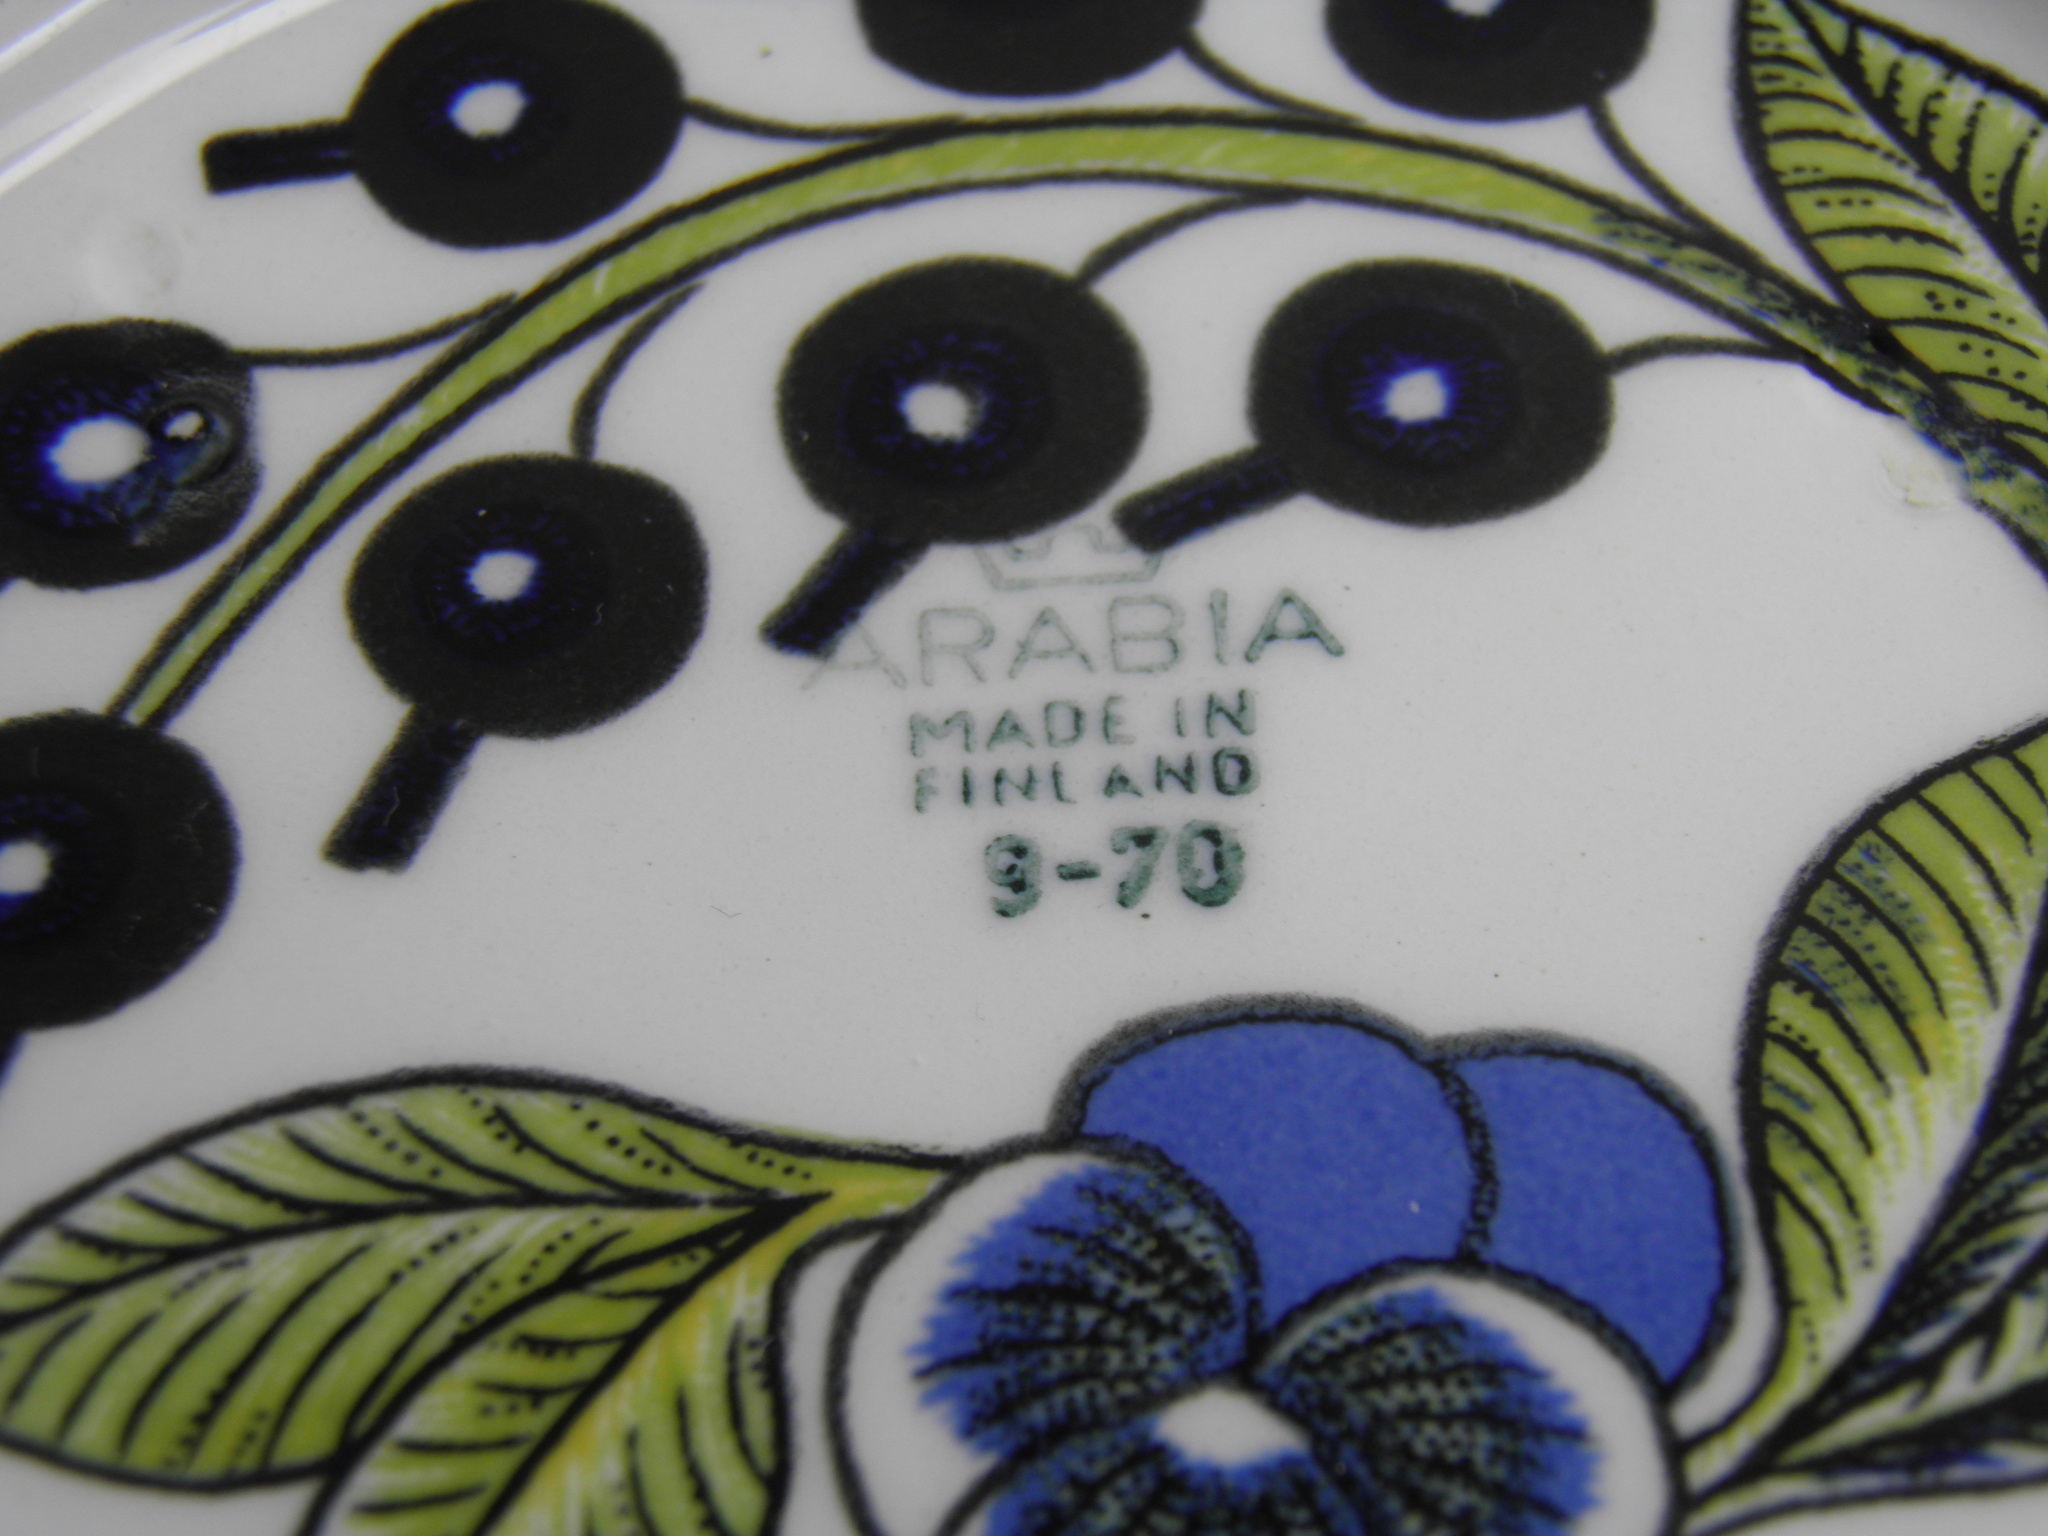 ARABIA
MADE IN
FINLAND
9-70